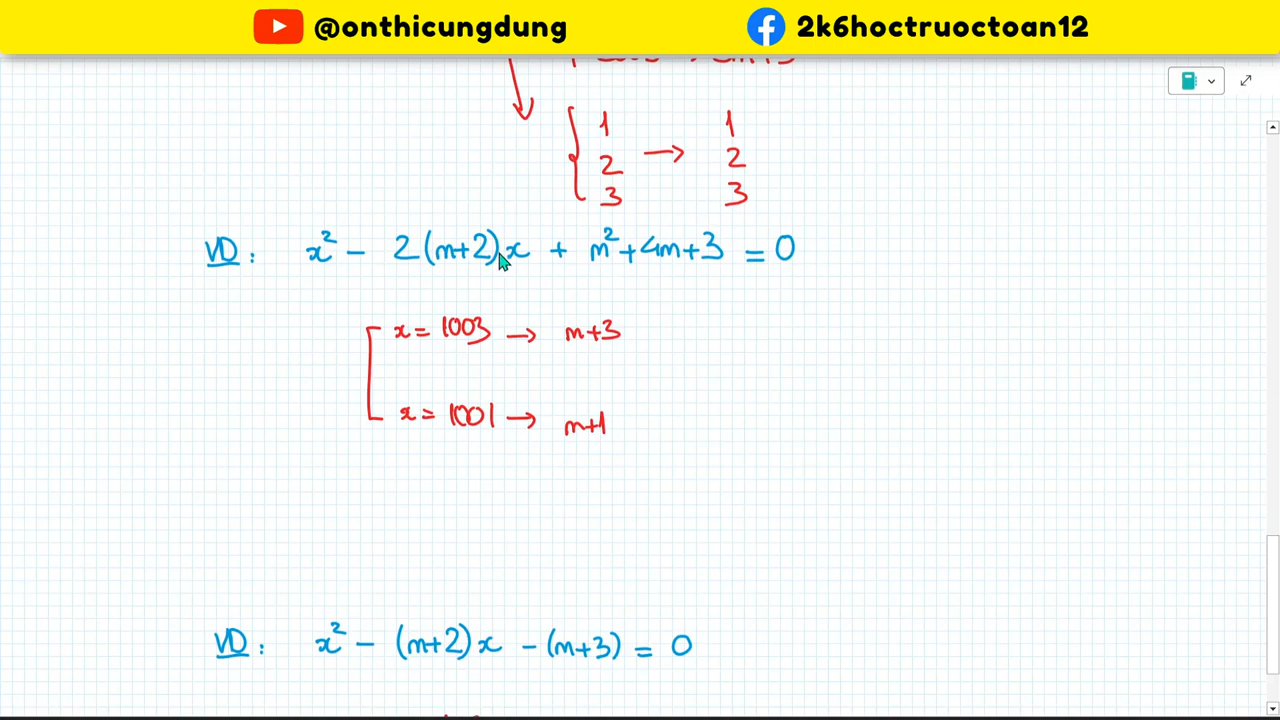 @onthicungdung
2k6hoctruoctoan12
1 → 1
2 2
3 3
VD: x² - 2(m+2)x + m²+4m+3 = 0
x = 1003 → m+3
x = 1001 → m+1
VD: x² - (m+2)x - (m+3) = 0